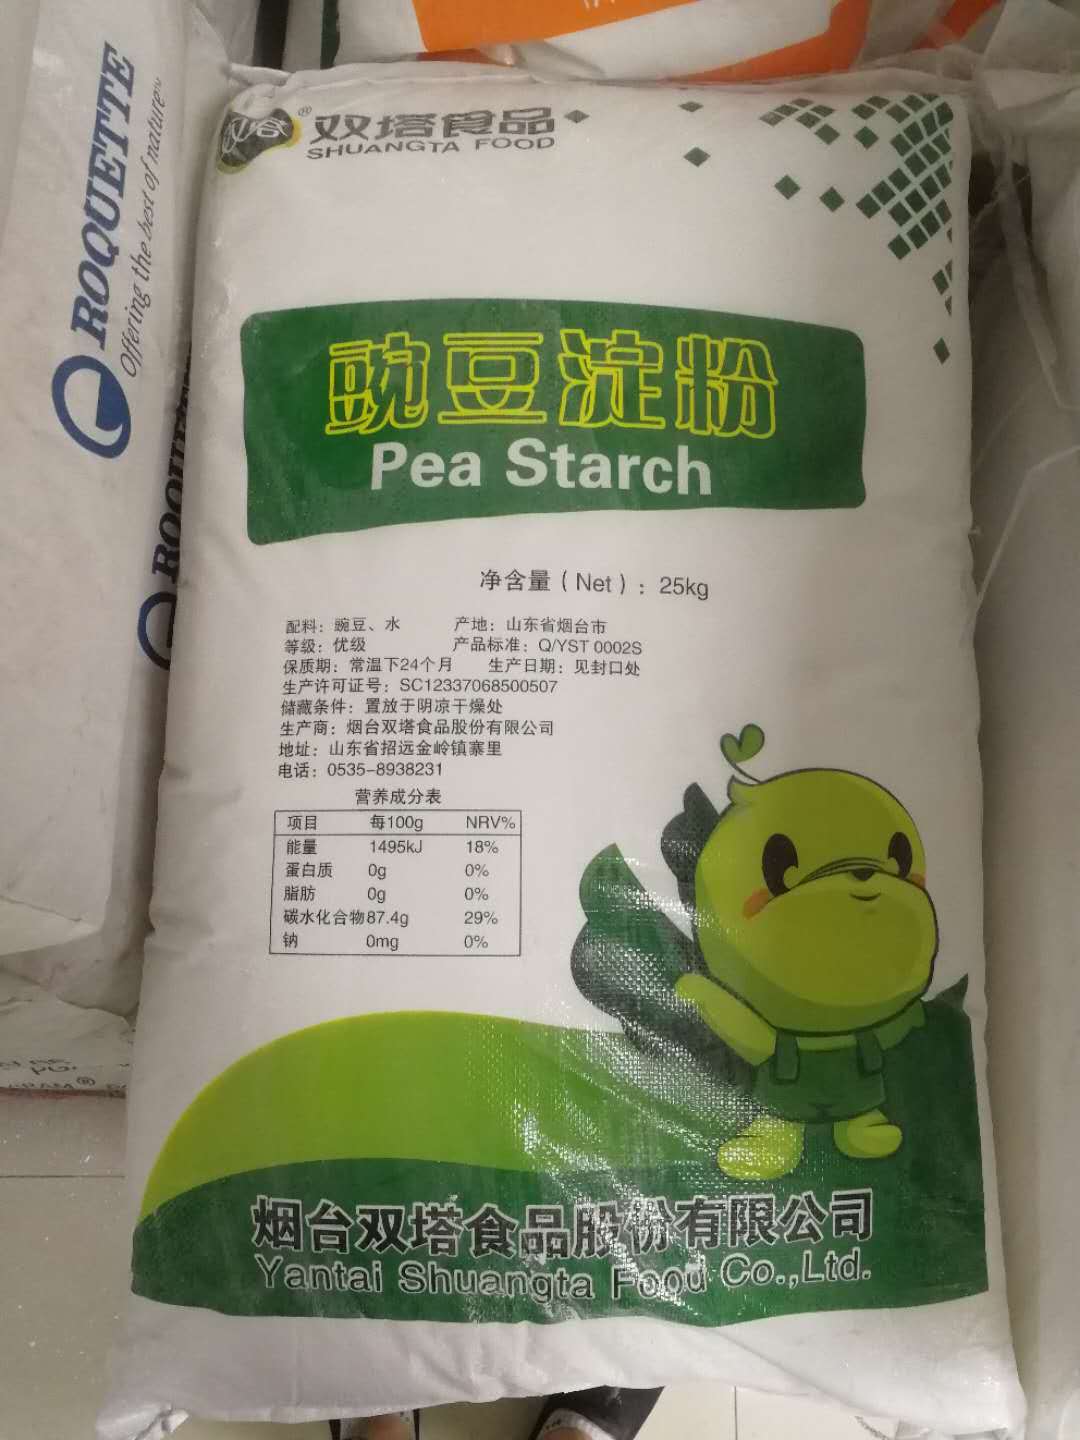 ROQUETTE
Offering the best of nature™
双塔®
双塔食品
SHUANGTA FOOD
豌豆淀粉
Pea Starch
净含量(Net):25kg
配料:豌豆、水 产地:山东省烟台市
等级:优级 产品标准:Q/YST 0002S
保质期:常温下24个月 生产日期:见封口处
生产许可证号:SC12337068500507
储藏条件:置放于阴凉干燥处
生产商:烟台双塔食品股份有限公司
地址:山东省招远金岭镇寨里
电话:0535-8938231
营养成分表
项目 每100g NRV%
能量 1495kJ 18%
蛋白质 0g 0%
脂肪 0g 0%
碳水化合物 87.4g 29%
钠 0mg 0%
烟台双塔食品股份有限公司
Yantai Shuangta Food Co.,Ltd.